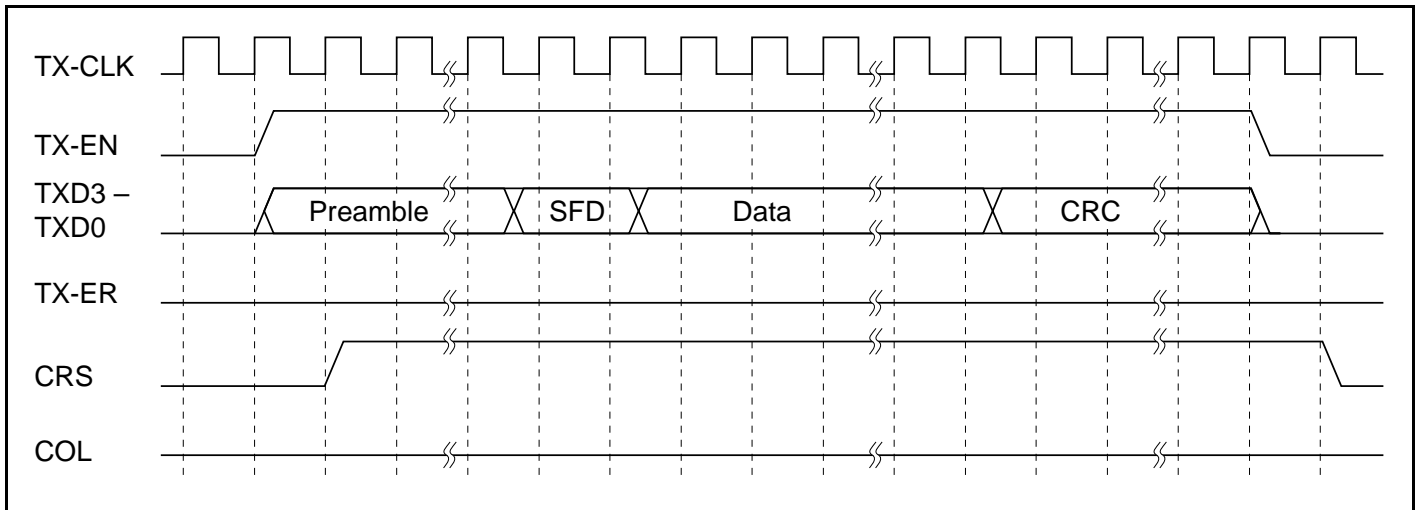 TX-CLK
TX-EN
TXD3 –
TXD0
Preamble
SFD
Data
CRC
TX-ER
CRS
COL